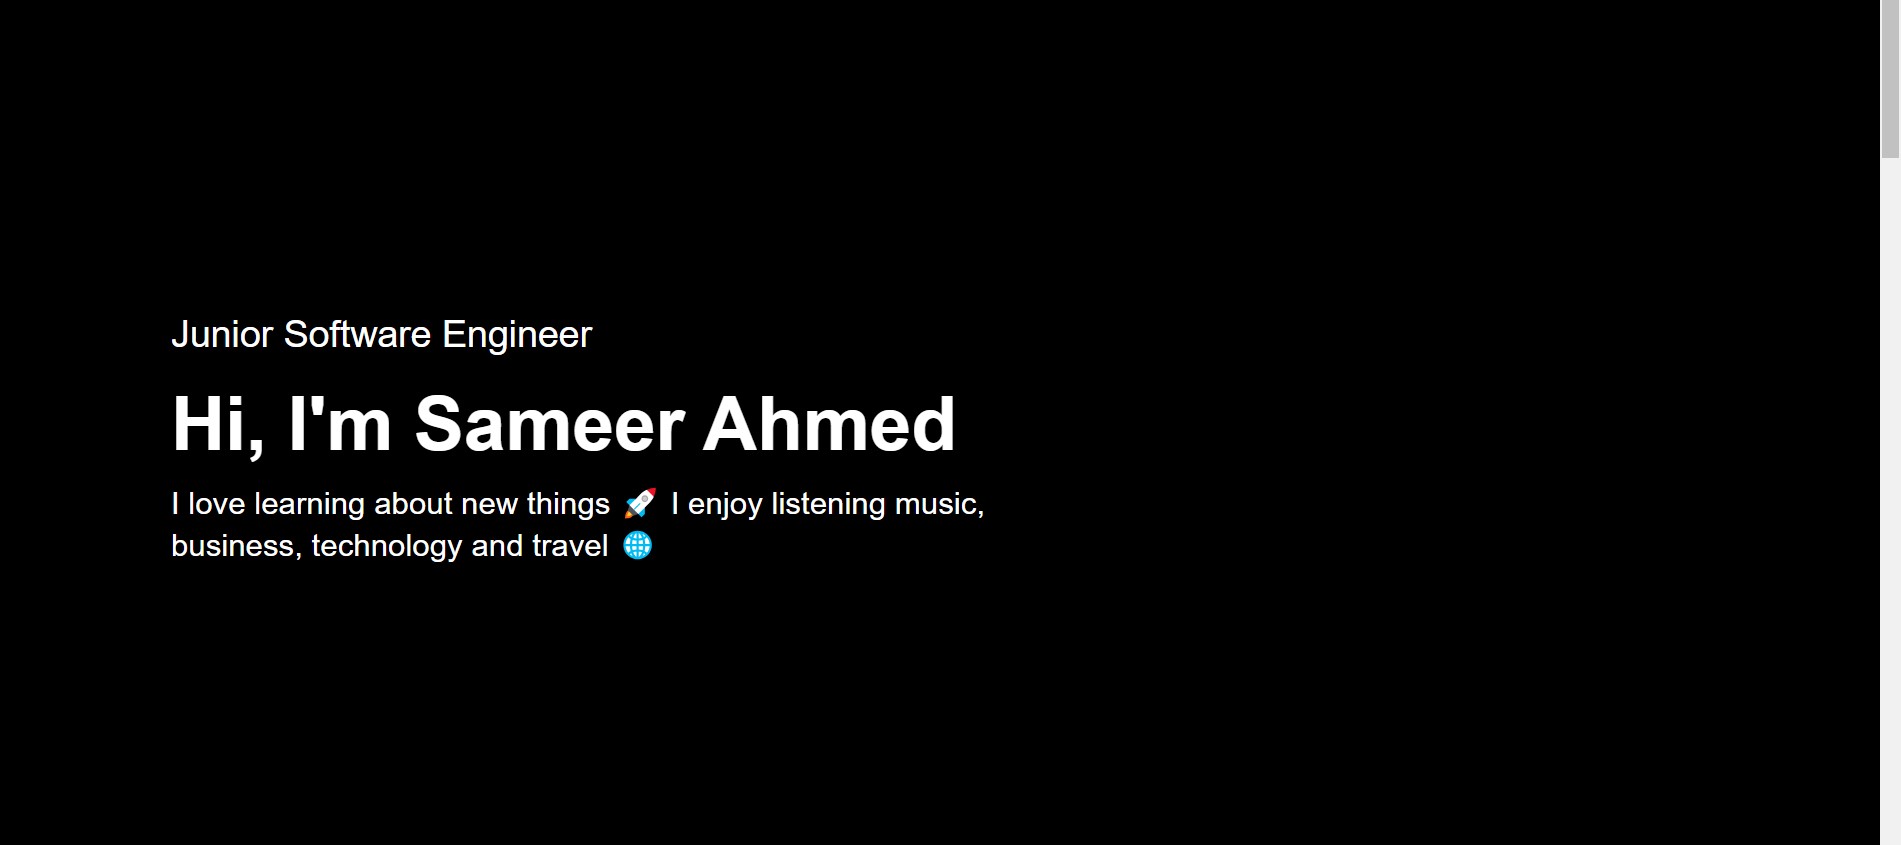 Junior Software Engineer
Hi, I'm Sameer Ahmed
I love learning about new things 🚀 I enjoy listening music,
business, technology and travel 🌐